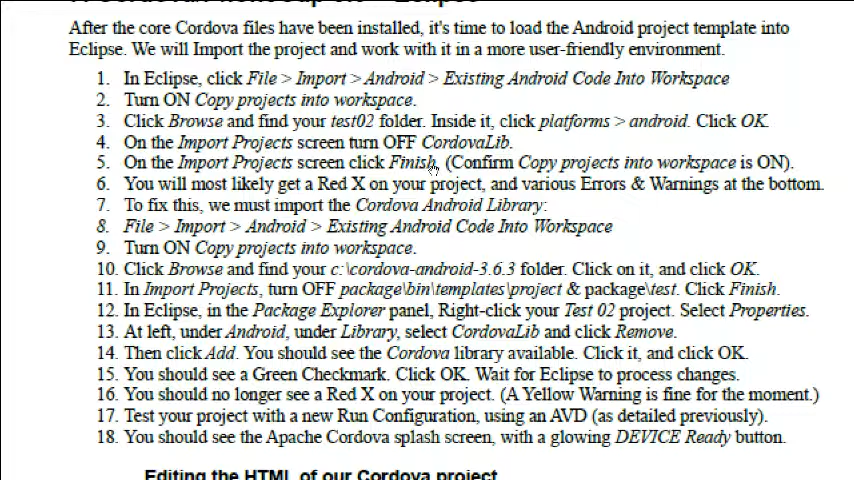 After the core Cordova files have been installed, it's time to load the Android project template into
Eclipse. We will Import the project and work with it in a more user-friendly environment.
1. In Eclipse, click File > Import > Android > Existing Android Code Into Workspace
2. Turn ON Copy projects into workspace.
3. Click Browse and find your test02 folder. Inside it, click platforms > android. Click OK.
4. On the Import Projects screen turn OFF CordovaLib.
5. On the Import Projects screen click Finish, (Confirm Copy projects into workspace is ON).
6. You will most likely get a Red X on your project, and various Errors & Warnings at the bottom.
7. To fix this, we must import the Cordova Android Library:
8. File > Import > Android > Existing Android Code Into Workspace
9. Turn ON Copy projects into workspace.
10. Click Browse and find your c:\cordova-android-3.6.3 folder. Click on it, and click OK.
11. In Import Projects, turn OFF package\bin\templates\project & package\test. Click Finish.
12. In Eclipse, in the Package Explorer panel, Right-click your Test 02 project. Select Properties.
13. At left, under Android, under Library, select CordovaLib and click Remove.
14. Then click Add. You should see the Cordova library available. Click it, and click OK.
15. You should see a Green Checkmark. Click OK. Wait for Eclipse to process changes.
16. You should no longer see a Red X on your project. (A Yellow Warning is fine for the moment.)
17. Test your project with a new Run Configuration, using an AVD (as detailed previously).
18. You should see the Apache Cordova splash screen, with a glowing DEVICE Ready button.
Editing the HTML of our Cordova project